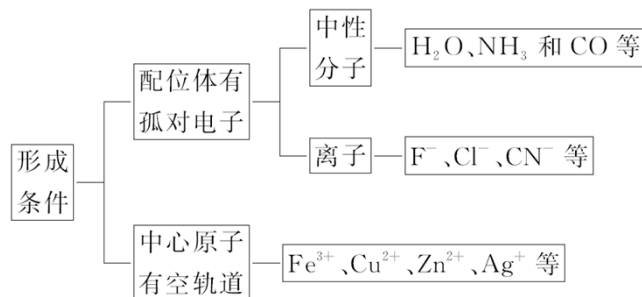 形成
条件
配位体有
孤对电子
中性
分子
H₂O、NH₃ 和 CO 等
离子
F⁻、Cl⁻、CN⁻ 等
中心原子
有空轨道
Fe³⁺、Cu²⁺、Zn²⁺、Ag⁺ 等